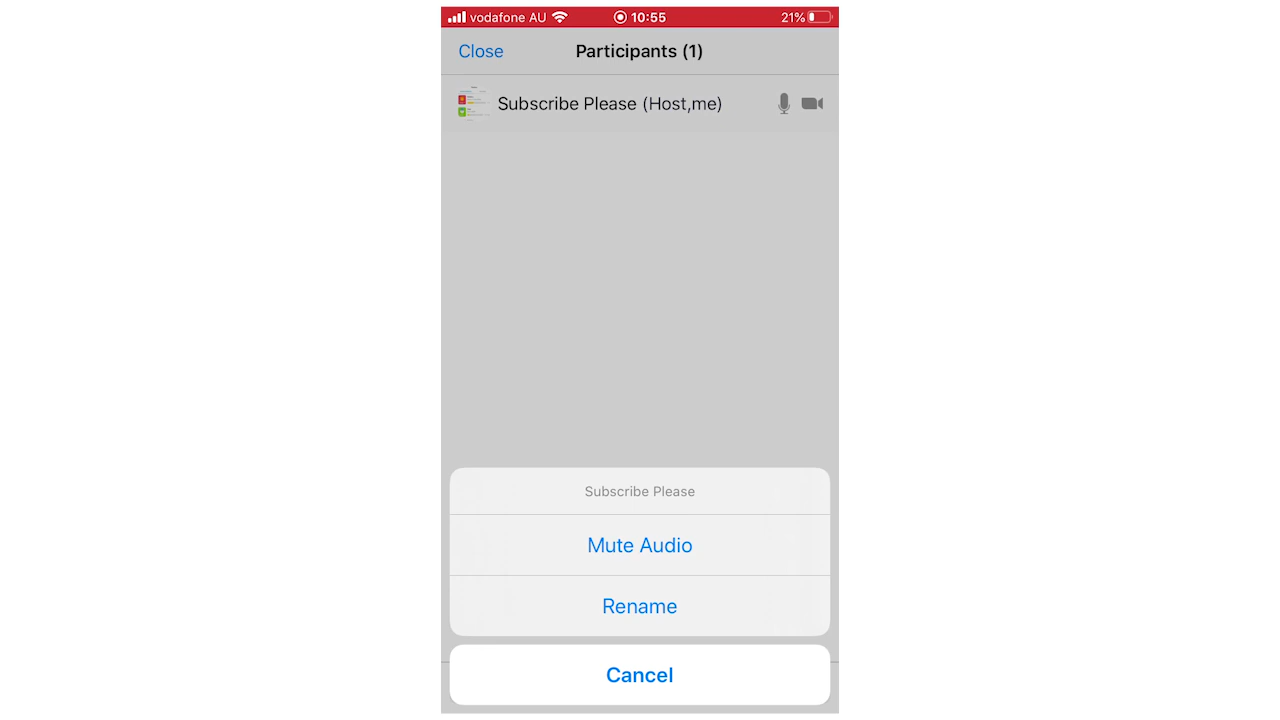 vodafone AU 10:55 21%
Close Participants (1)
Subscribe Please (Host,me)
Subscribe Please
Mute Audio
Rename
Cancel